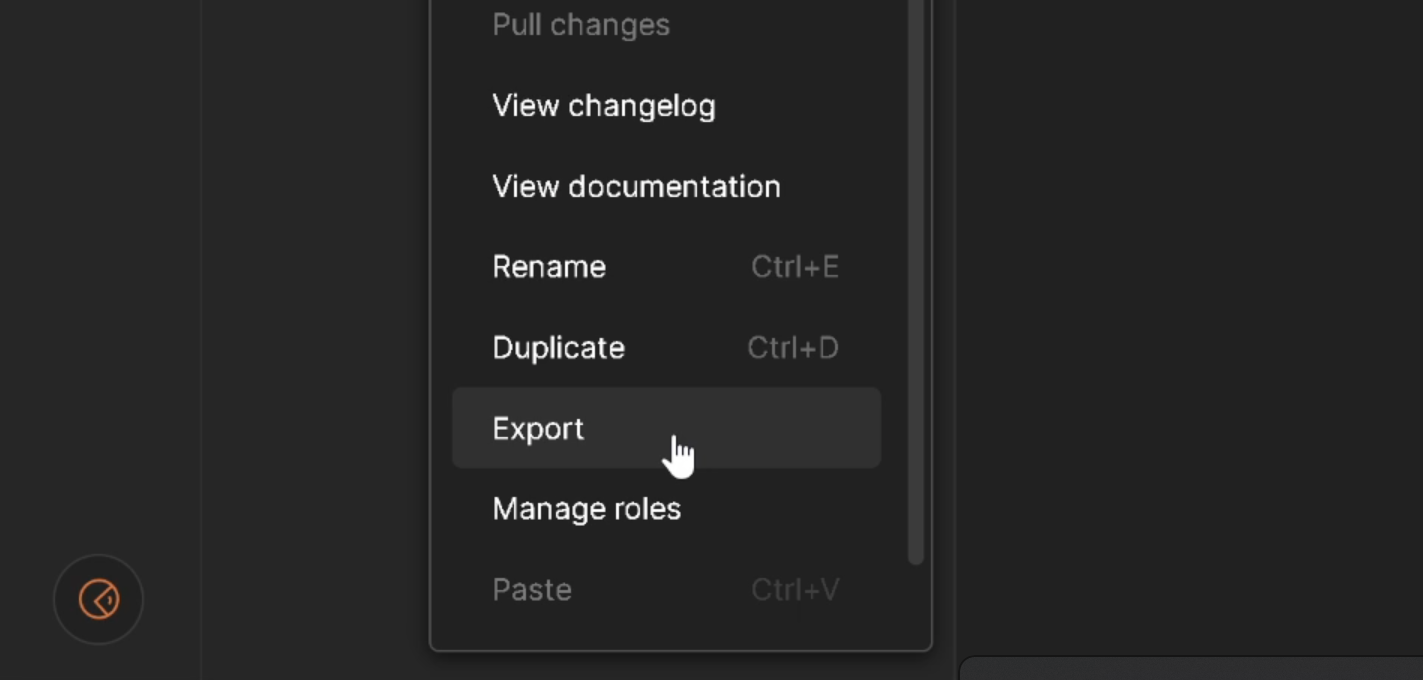 Pull changes
View changelog
View documentation
Rename Ctrl+E
Duplicate Ctrl+D
Export
Manage roles
Paste Ctrl+V